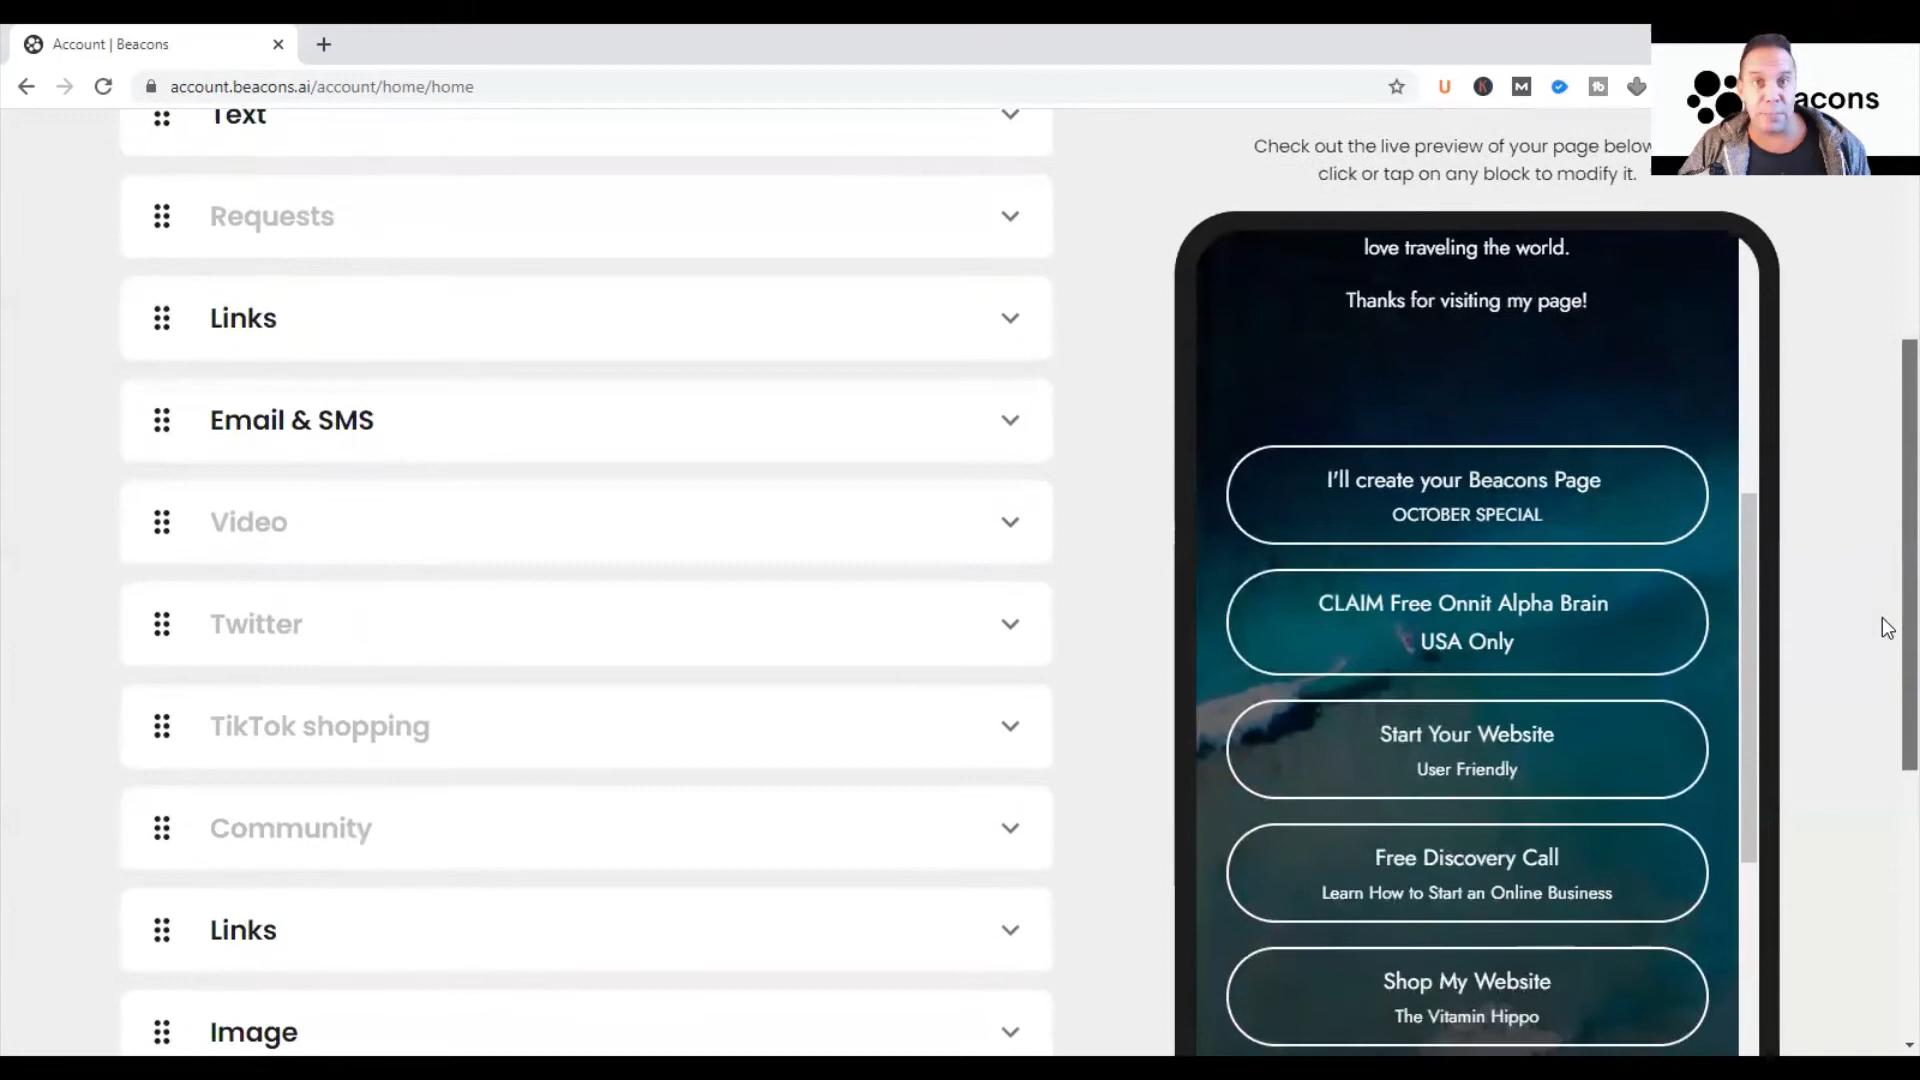 Account | Beacons
account.beacons.ai/account/home/home
U
K
M
tb
acons
Text
Requests
Links
Email & SMS
Video
Twitter
TikTok shopping
Community
Links
Image
Check out the live preview of your page below
click or tap on any block to modify it.
love traveling the world.
Thanks for visiting my page!
I'll create your Beacons Page
OCTOBER SPECIAL
CLAIM Free Onnit Alpha Brain
USA Only
Start Your Website
User Friendly
Free Discovery Call
Learn How to Start an Online Business
Shop My Website
The Vitamin Hippo